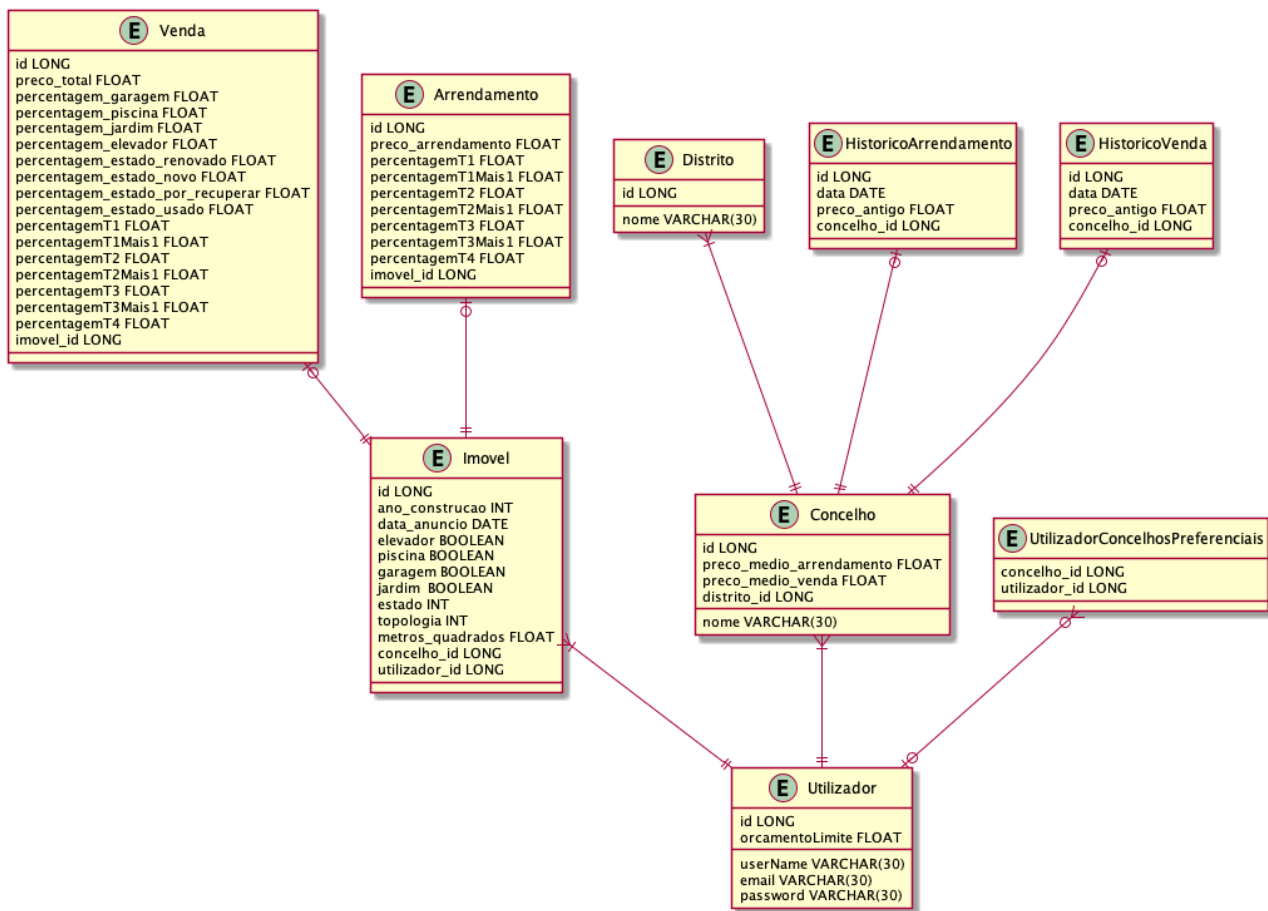 E Venda
id LONG
preco_total FLOAT
percentagem_garagem FLOAT
percentagem_piscina FLOAT
percentagem_jardim FLOAT
percentagem_elevador FLOAT
percentagem_estado_renovado FLOAT
percentagem_estado_novo FLOAT
percentagem_estado_por_recuperar FLOAT
percentagem_estado_usado FLOAT
percentagemT1 FLOAT
percentagemT1Mais1 FLOAT
percentagemT2 FLOAT
percentagemT2Mais1 FLOAT
percentagemT3 FLOAT
percentagemT3Mais1 FLOAT
percentagemT4 FLOAT
imovel_id LONG
E Arrendamento
id LONG
preco_arrendamento FLOAT
percentagemT1 FLOAT
percentagemT1Mais1 FLOAT
percentagemT2 FLOAT
percentagemT2Mais1 FLOAT
percentagemT3 FLOAT
percentagemT3Mais1 FLOAT
percentagemT4 FLOAT
imovel_id LONG
E Distrito
id LONG
nome VARCHAR(30)
E HistoricoArrendamento
id LONG
data DATE
preco_antigo FLOAT
concelho_id LONG
E HistoricoVenda
id LONG
data DATE
preco_antigo FLOAT
concelho_id LONG
E Imovel
id LONG
ano_construcao INT
data_anuncio DATE
elevador BOOLEAN
piscina BOOLEAN
garagem BOOLEAN
jardim BOOLEAN
estado INT
topologia INT
metros_quadrados FLOAT
concelho_id LONG
utilizador_id LONG
E Concelho
id LONG
preco_medio_arrendamento FLOAT
preco_medio_venda FLOAT
distrito_id LONG
nome VARCHAR(30)
E UtilizadorConcelhosPreferenciais
concelho_id LONG
utilizador_id LONG
E Utilizador
id LONG
orcamentoLimite FLOAT
userName VARCHAR(30)
email VARCHAR(30)
password VARCHAR(30)